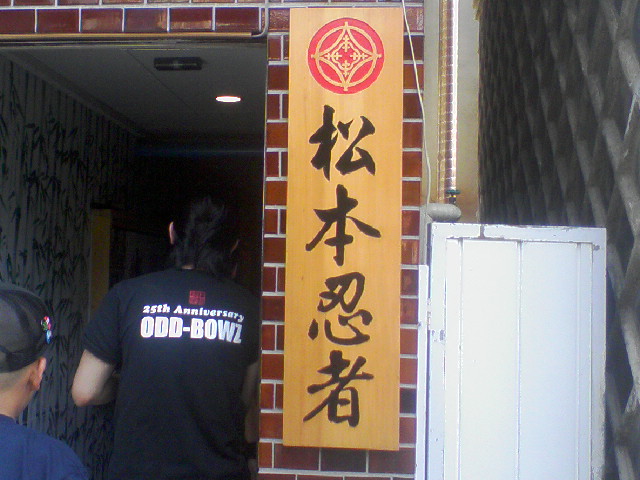 松本忍者
25th Anniversary
ODD-BOWZ